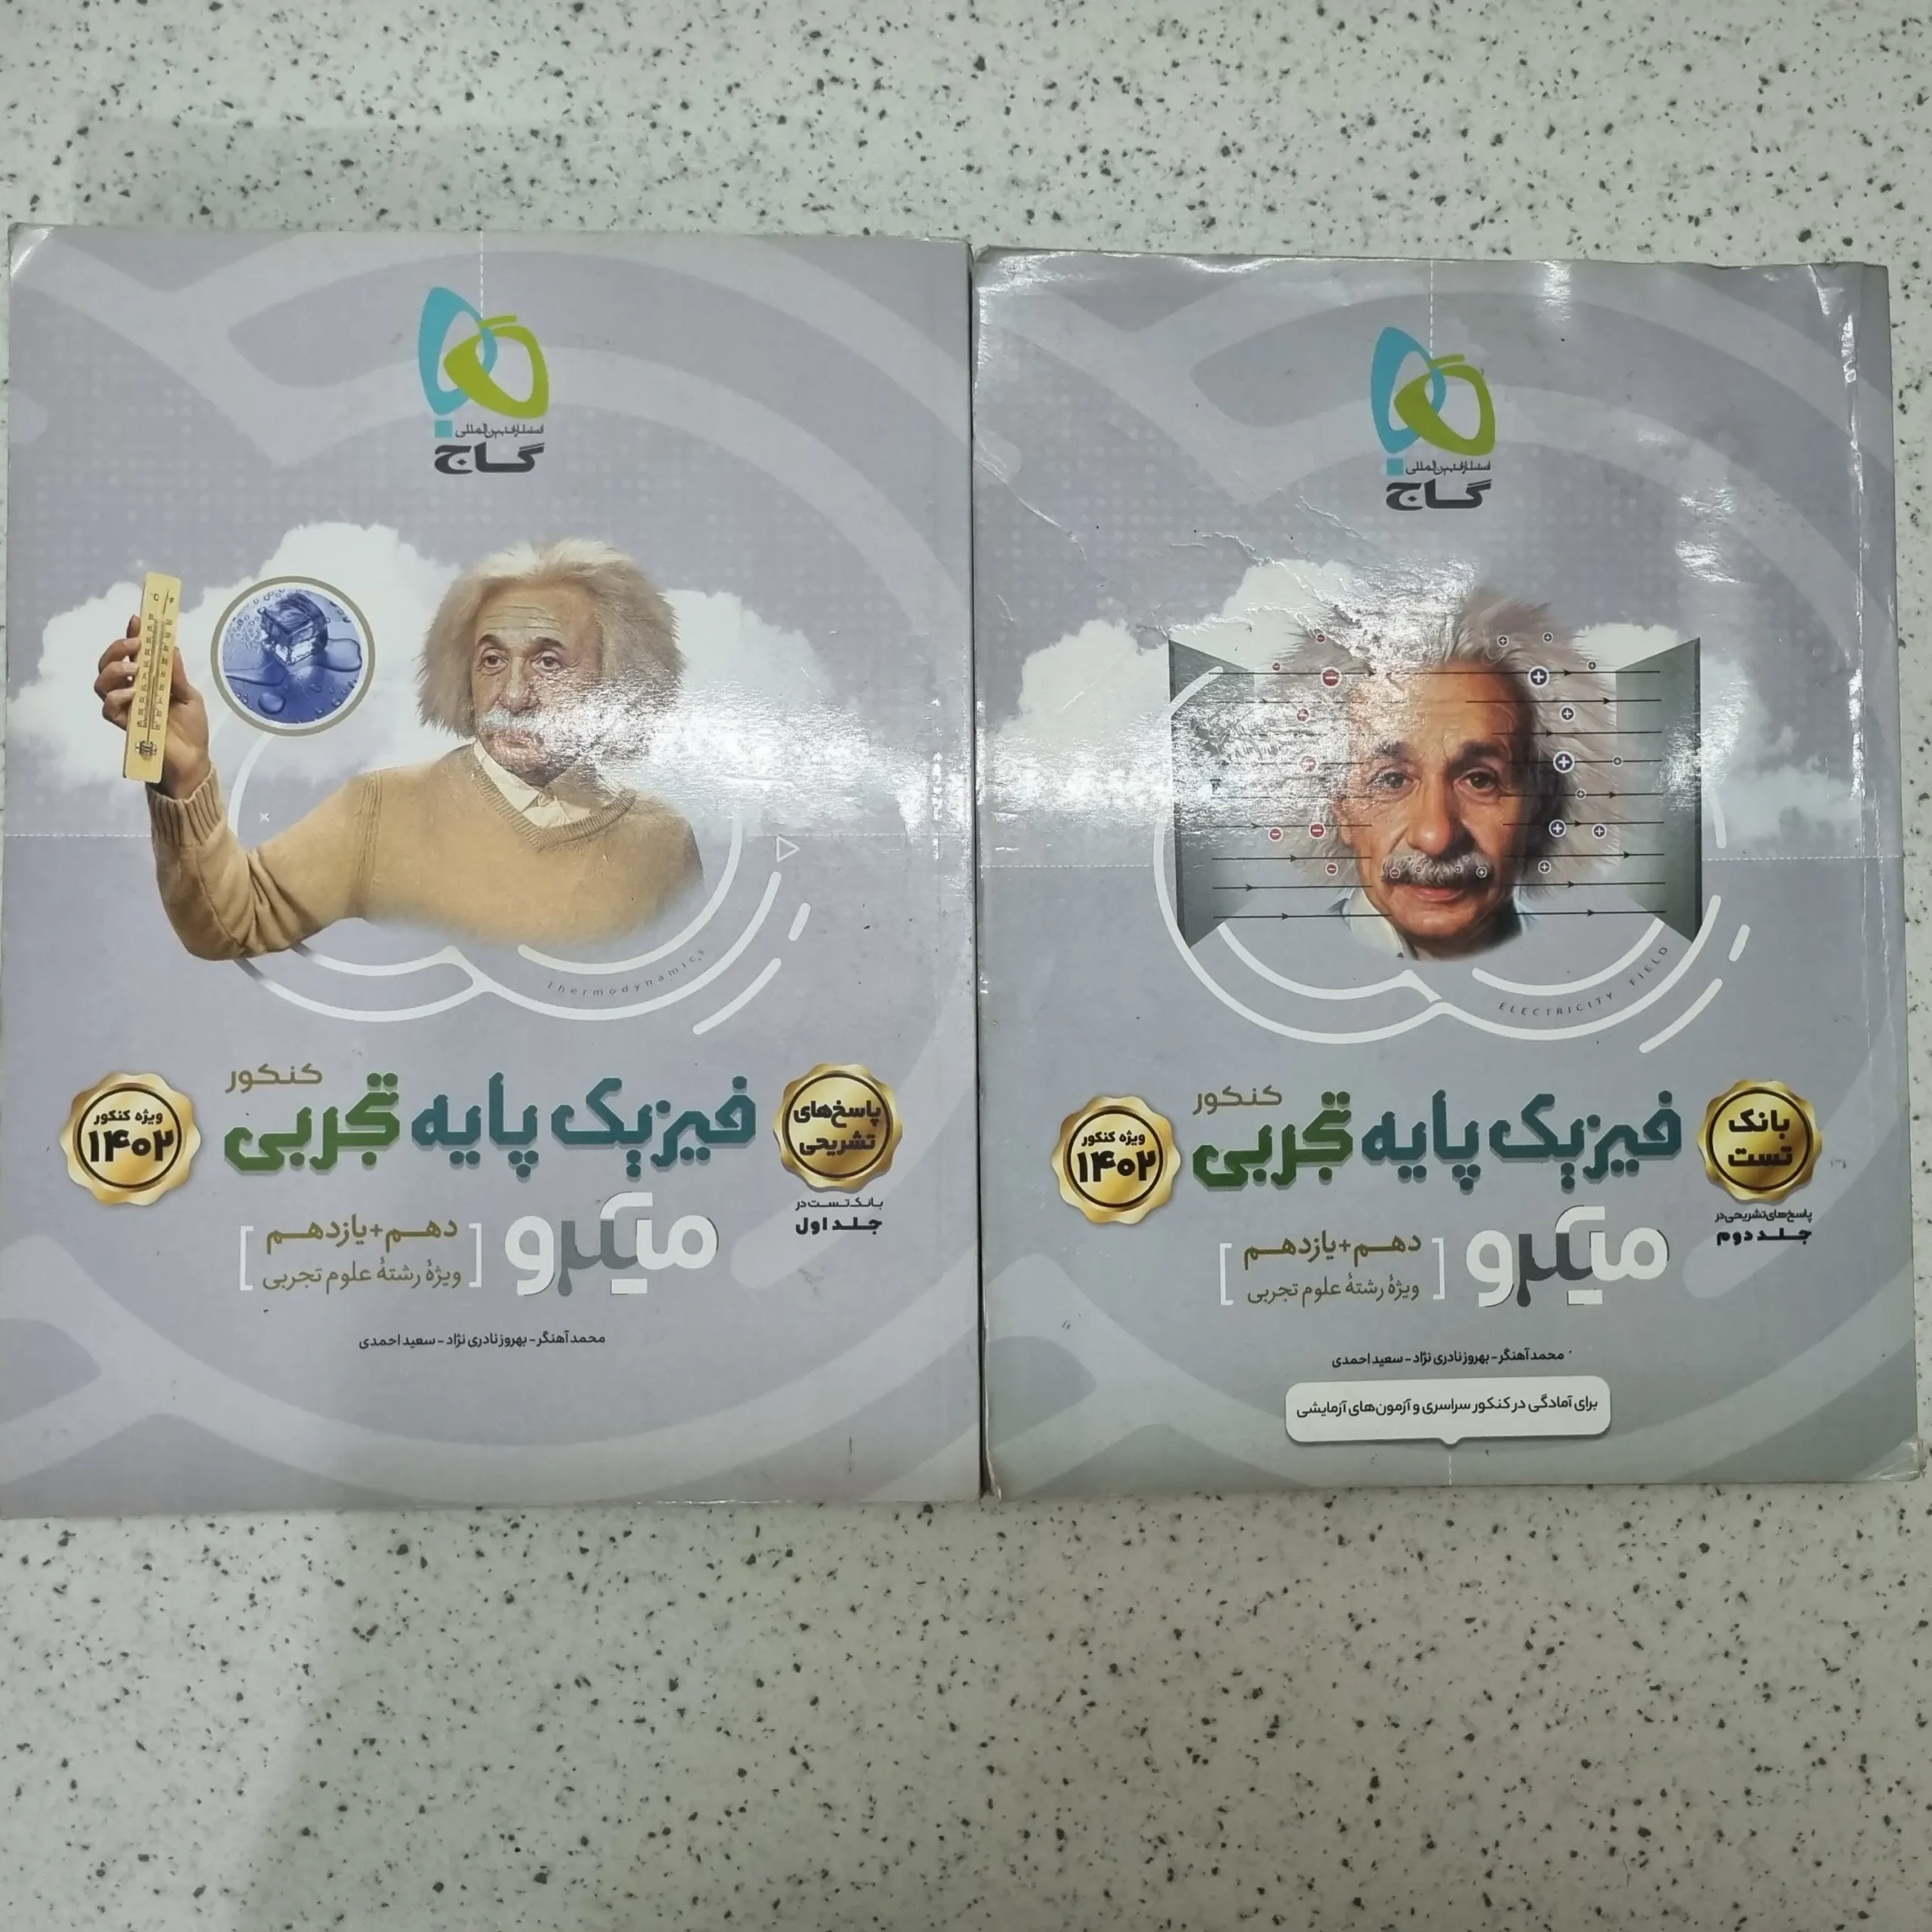 انتشارات بین‌المللی
گاج
ELECTRICITY FIELD
کنکور
فیزیک پایه تجربی
بانک
تست
پاسخ‌های تشریحی در
جلد دوم
ویژه کنکور
۱۴۰۲
میکرو
[دهم+یازدهم
ویژهٔ رشتهٔ علوم تجربی]
محمد آهنگر - بهروز نادری نژاد - سعید احمدی
برای آمادگی در کنکور سراسری و آزمون‌های آزمایشی
انتشارات بین‌المللی
گاج
C F
Thermodynamics
کنکور
فیزیک پایه تجربی
پاسخ‌های
تشریحی
بانک تست در
جلد اول
ویژه کنکور
۱۴۰۲
میکرو
[دهم+یازدهم
ویژهٔ رشتهٔ علوم تجربی]
محمد آهنگر - بهروز نادری نژاد - سعید احمدی